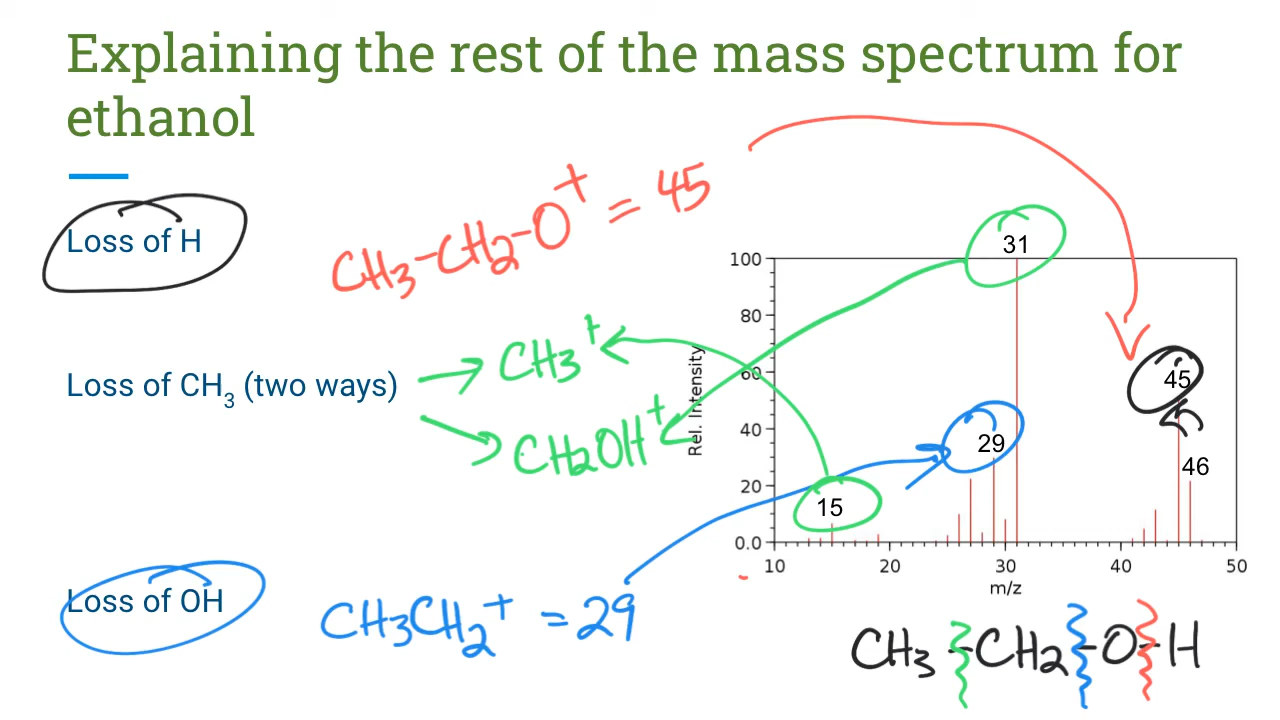 Explaining the rest of the mass spectrum for
ethanol
Loss of H
CH3-CH2-O+ = 45
Loss of CH3 (two ways)
CH3+
CH2OH+
Loss of OH
CH3CH2+ = 29
31
45
29
46
15
100
80
60
40
20
0.0
Rel. Intensity
10 20 30 40 50
m/z
CH3-CH2-O-H